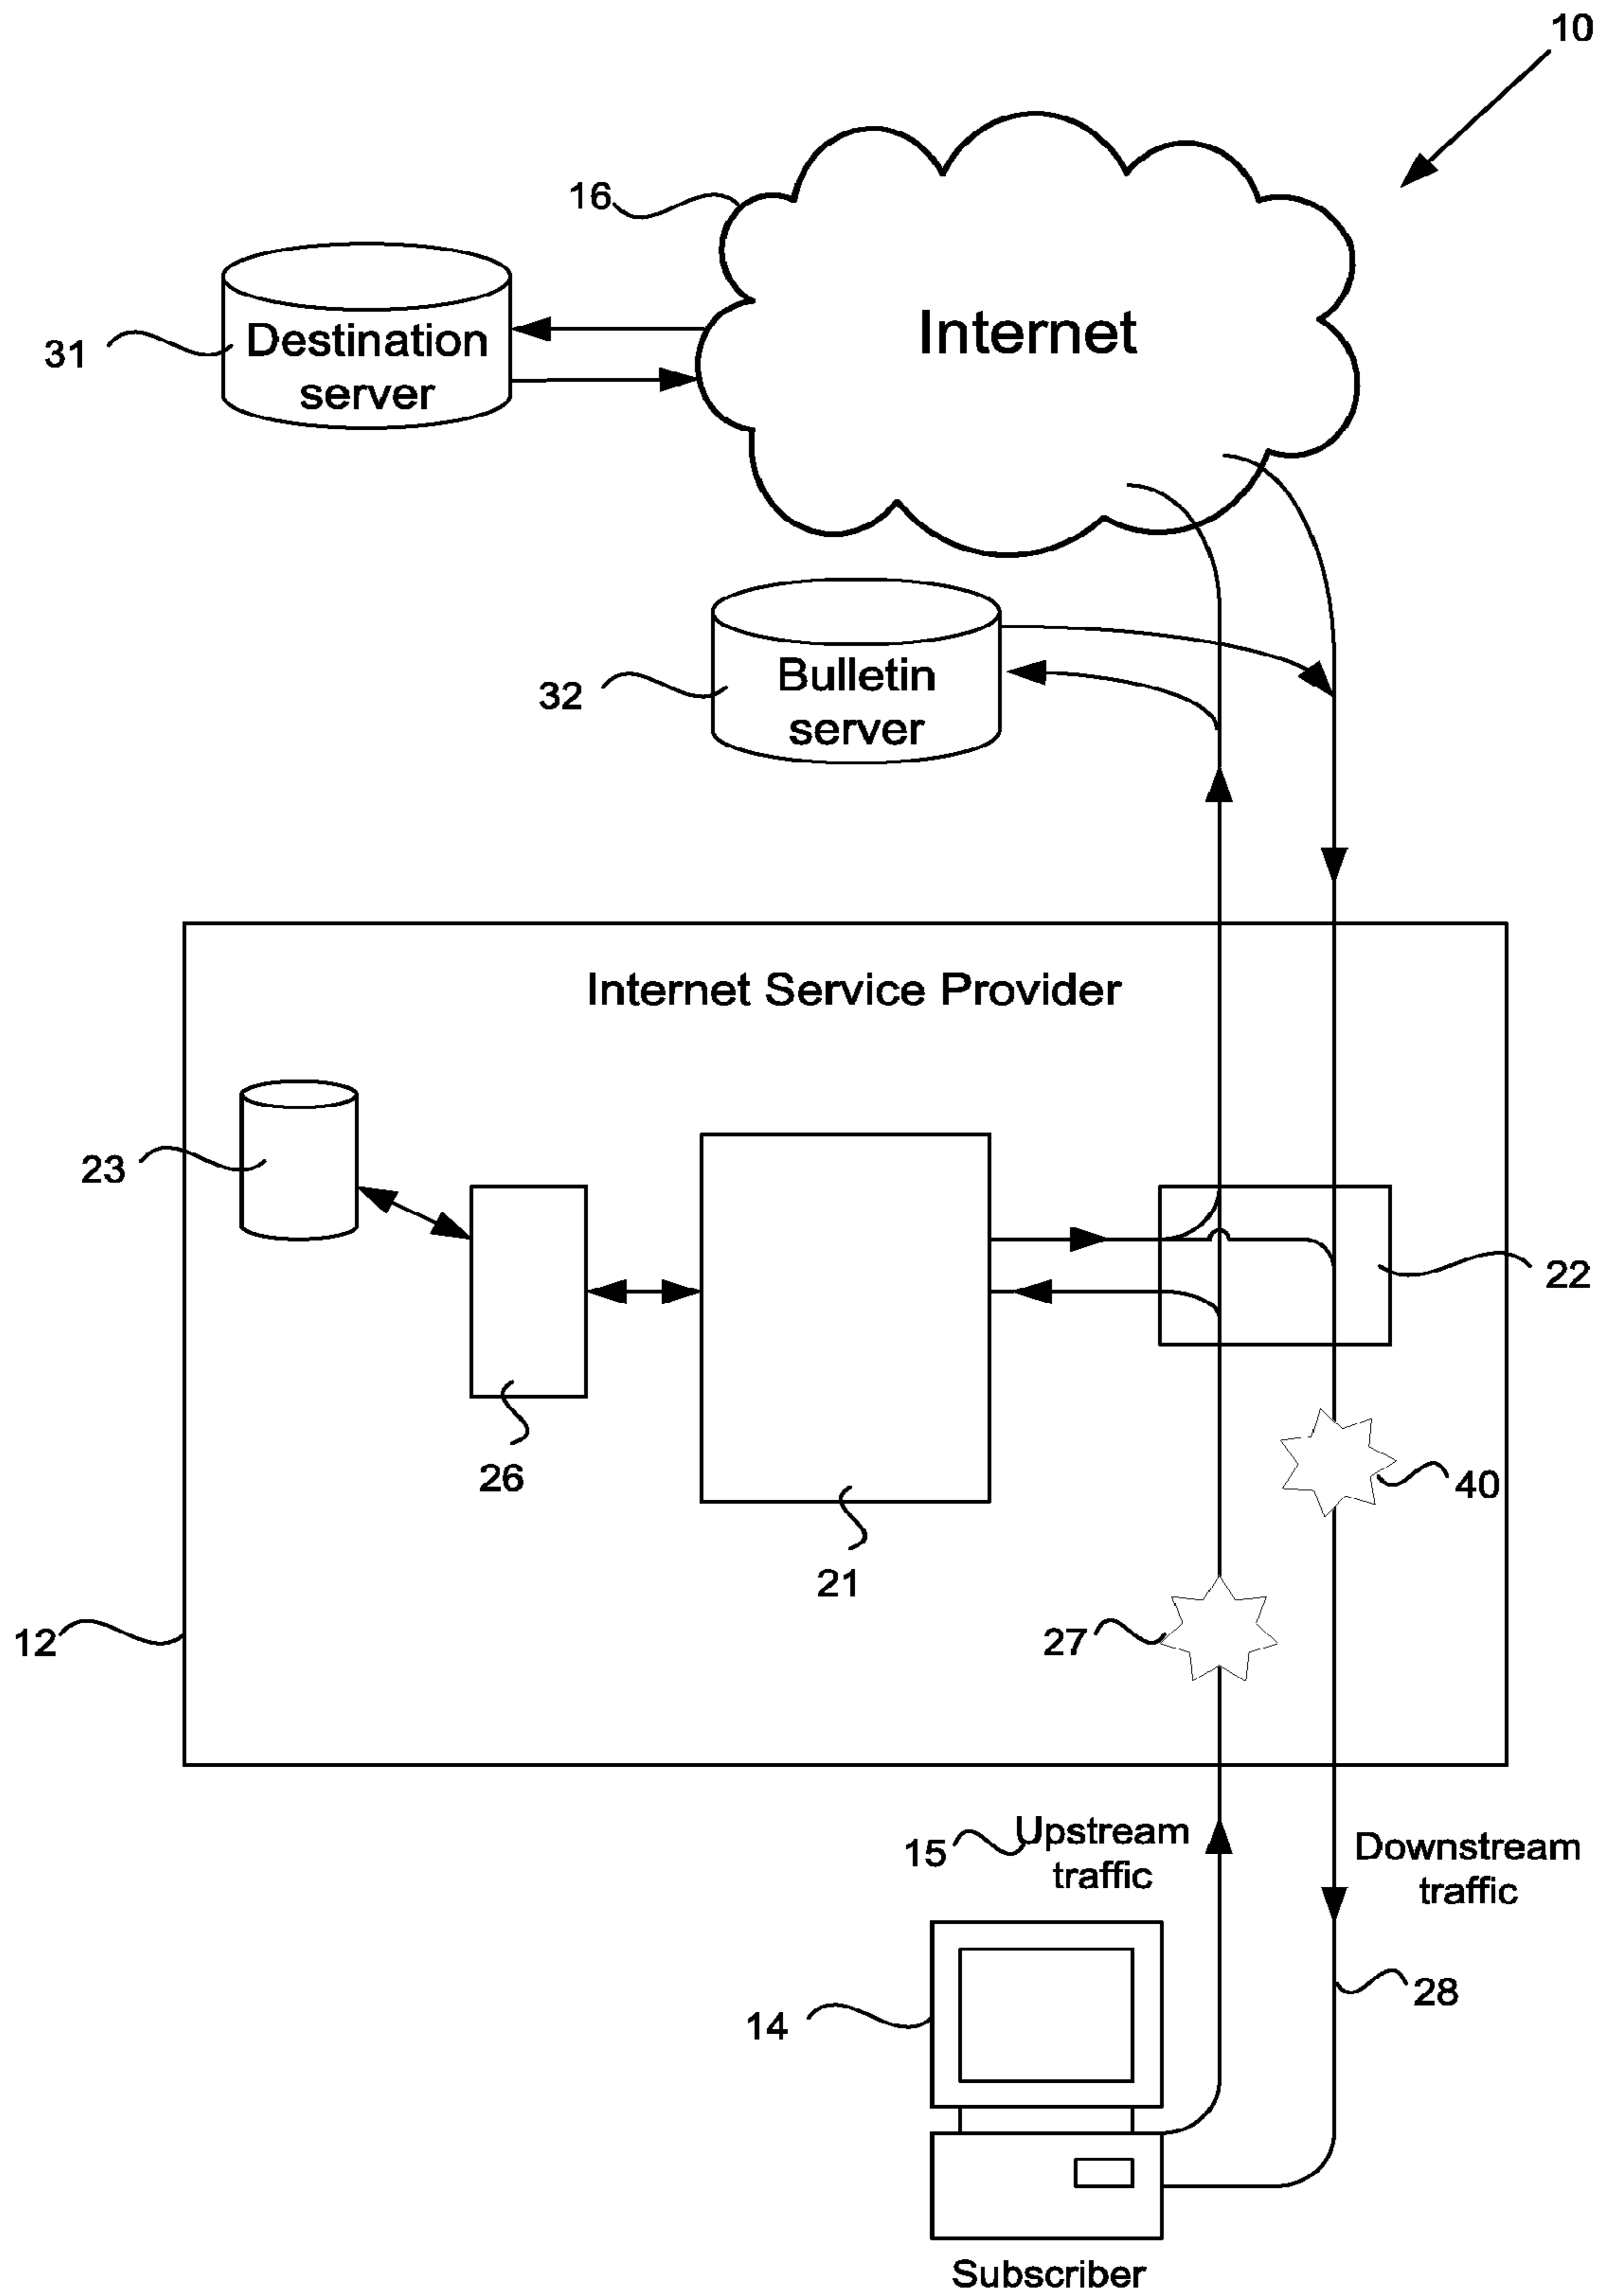 10
16
Internet
31
Destination
server
32
Bulletin
server
Internet Service Provider
23
22
26
40
21
27
12
15
Upstream
traffic
Downstream
traffic
28
14
Subscriber